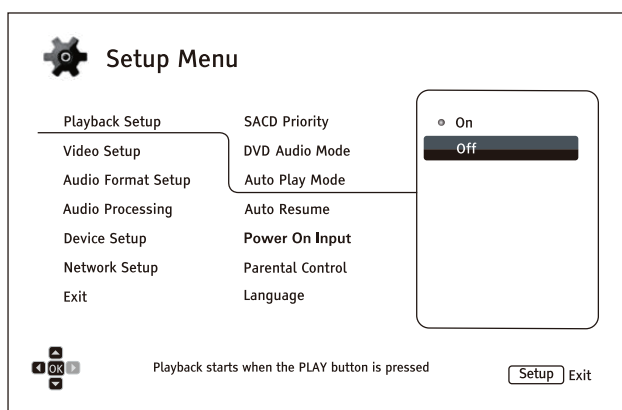 Setup Menu
Playback Setup
Video Setup
Audio Format Setup
Audio Processing
Device Setup
Network Setup
Exit
SACD Priority
DVD Audio Mode
Auto Play Mode
Auto Resume
Power On Input
Parental Control
Language
On
Off
OK
Playback starts when the PLAY button is pressed
Setup Exit